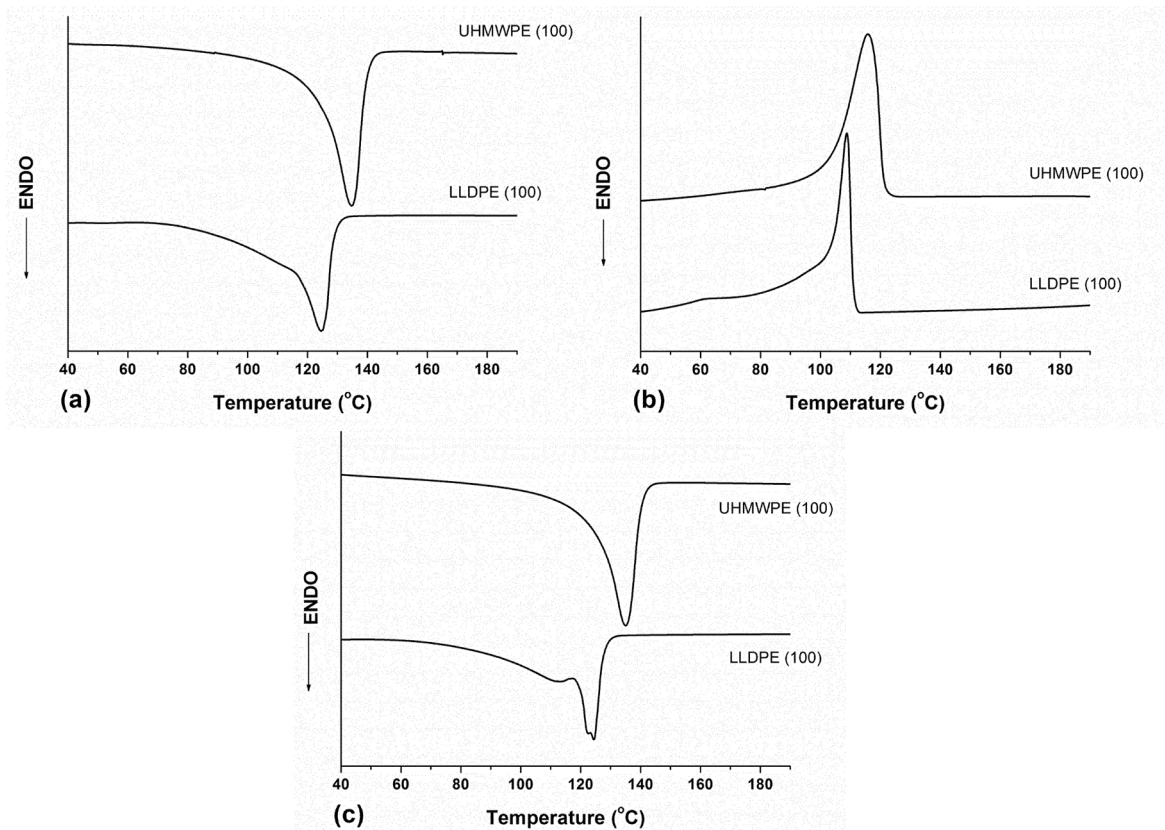 UHMWPE (100)
LLDPE (100)
ENDO
40 60 80 100 120 140 160 180
(a)
Temperature (°C)
UHMWPE (100)
LLDPE (100)
ENDO
40 60 80 100 120 140 160 180
(b)
Temperature (°C)
UHMWPE (100)
LLDPE (100)
ENDO
40 60 80 100 120 140 160 180
(c)
Temperature (°C)